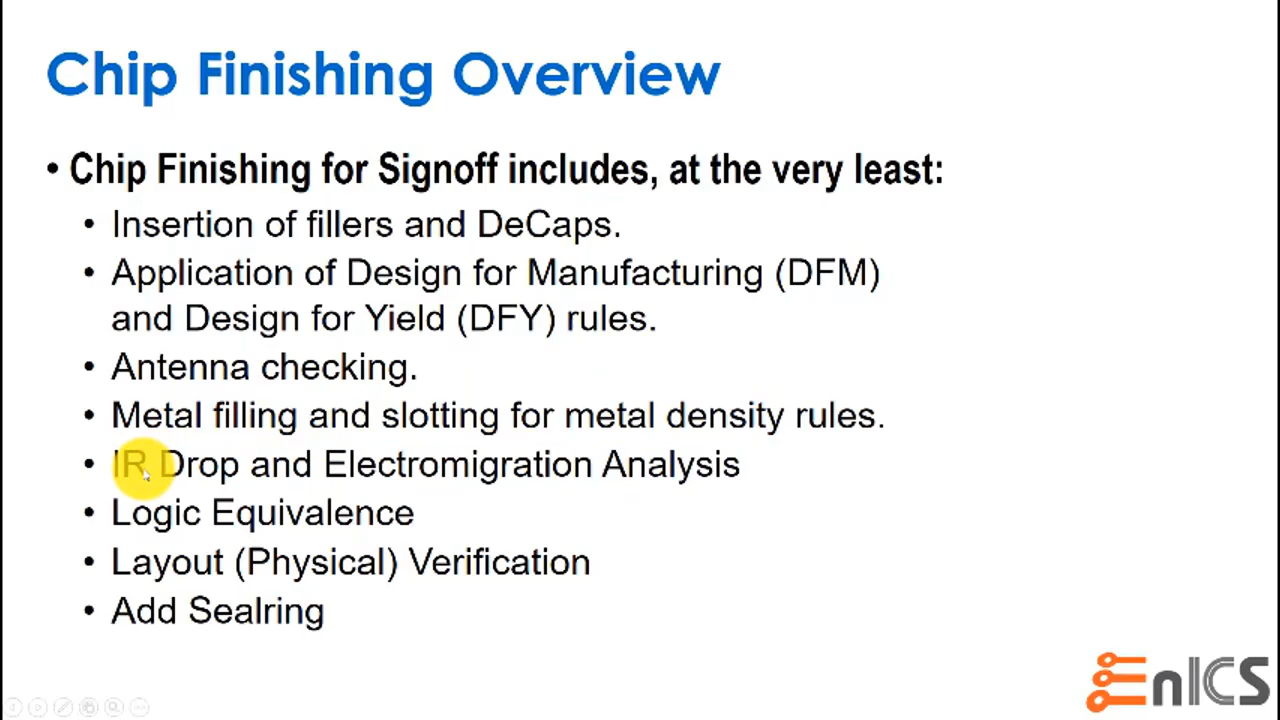 Chip Finishing Overview
• Chip Finishing for Signoff includes, at the very least:
• Insertion of fillers and DeCaps.
• Application of Design for Manufacturing (DFM)
and Design for Yield (DFY) rules.
• Antenna checking.
• Metal filling and slotting for metal density rules.
• IR Drop and Electromigration Analysis
• Logic Equivalence
• Layout (Physical) Verification
• Add Sealring
EnICS